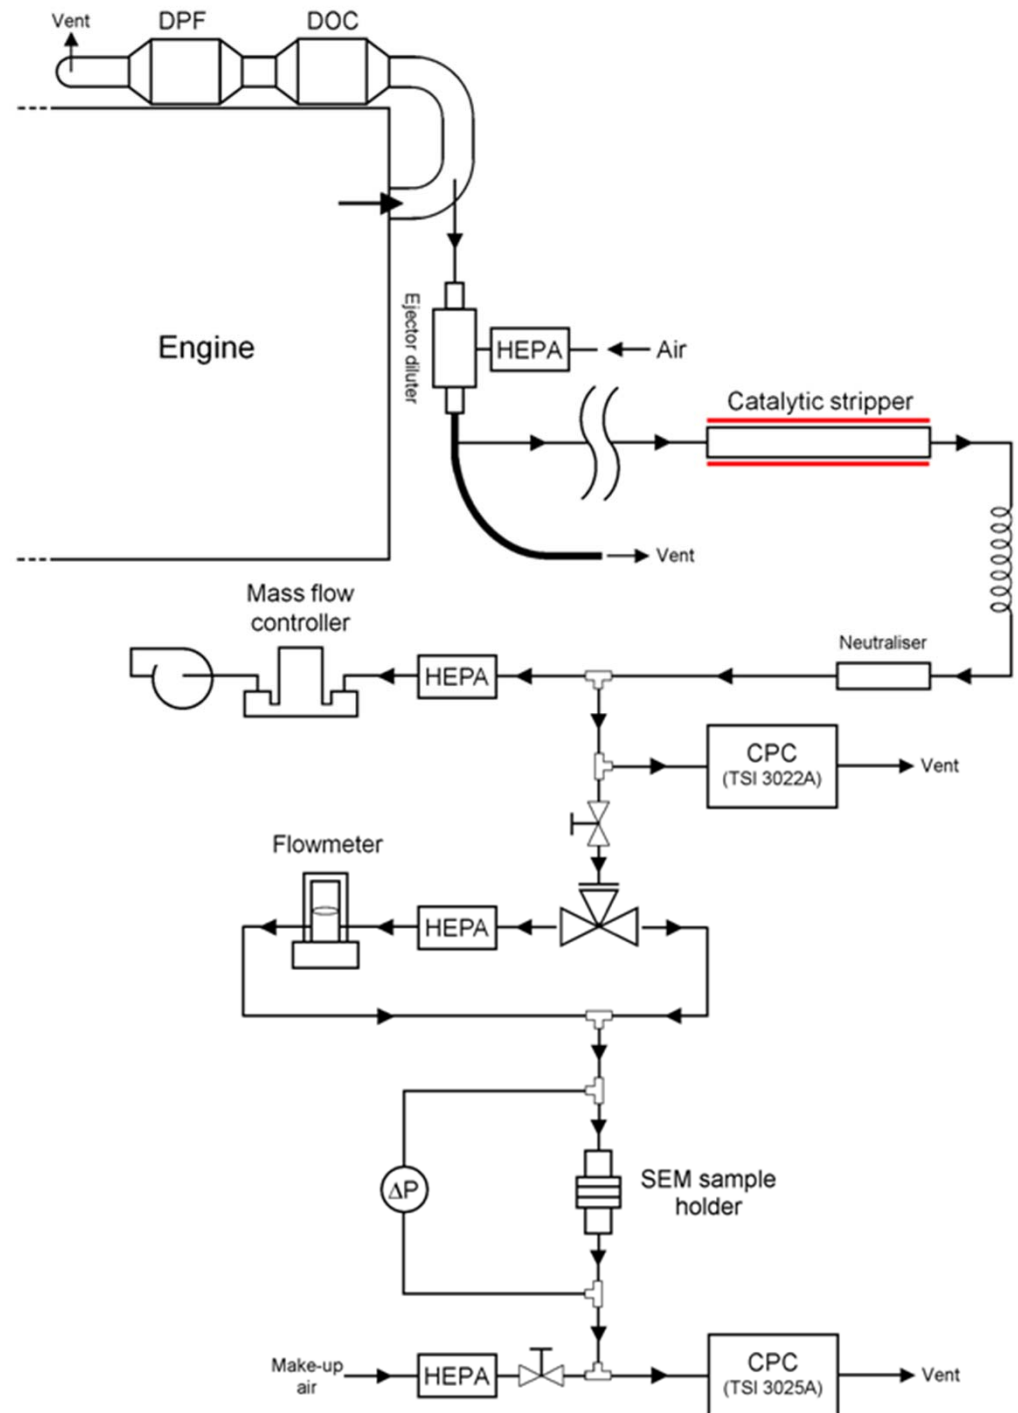 Vent
DPF
DOC
Engine
Ejector diluter
HEPA
Air
Catalytic stripper
Vent
Mass flow
controller
HEPA
Neutraliser
CPC
(TSI 3022A)
Vent
Flowmeter
HEPA
ΔP
SEM sample
holder
Make-up
air
HEPA
CPC
(TSI 3025A)
Vent